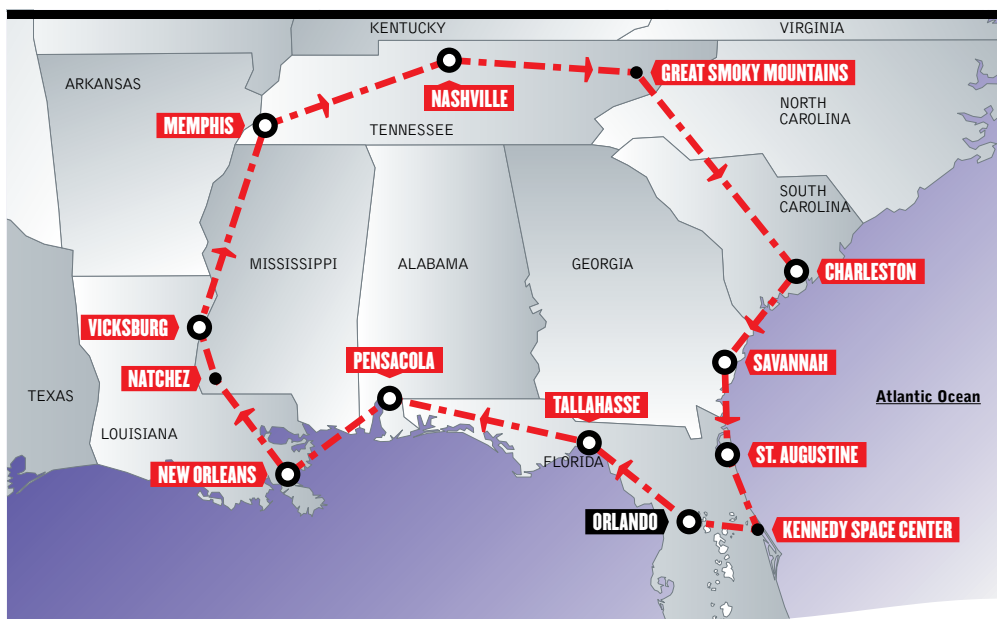 KENTUCKY
VIRGINIA
ARKANSAS
GREAT SMOKY MOUNTAINS
NASHVILLE
NORTH
CAROLINA
MEMPHIS
TENNESSEE
SOUTH
CAROLINA
MISSISSIPPI
ALABAMA
GEORGIA
CHARLESTON
VICKSBURG
PENSACOLA
SAVANNAH
NATCHEZ
TEXAS
TALLAHASSE
Atlantic Ocean
LOUISIANA
ST. AUGUSTINE
FLORIDA
NEW ORLEANS
ORLANDO
KENNEDY SPACE CENTER